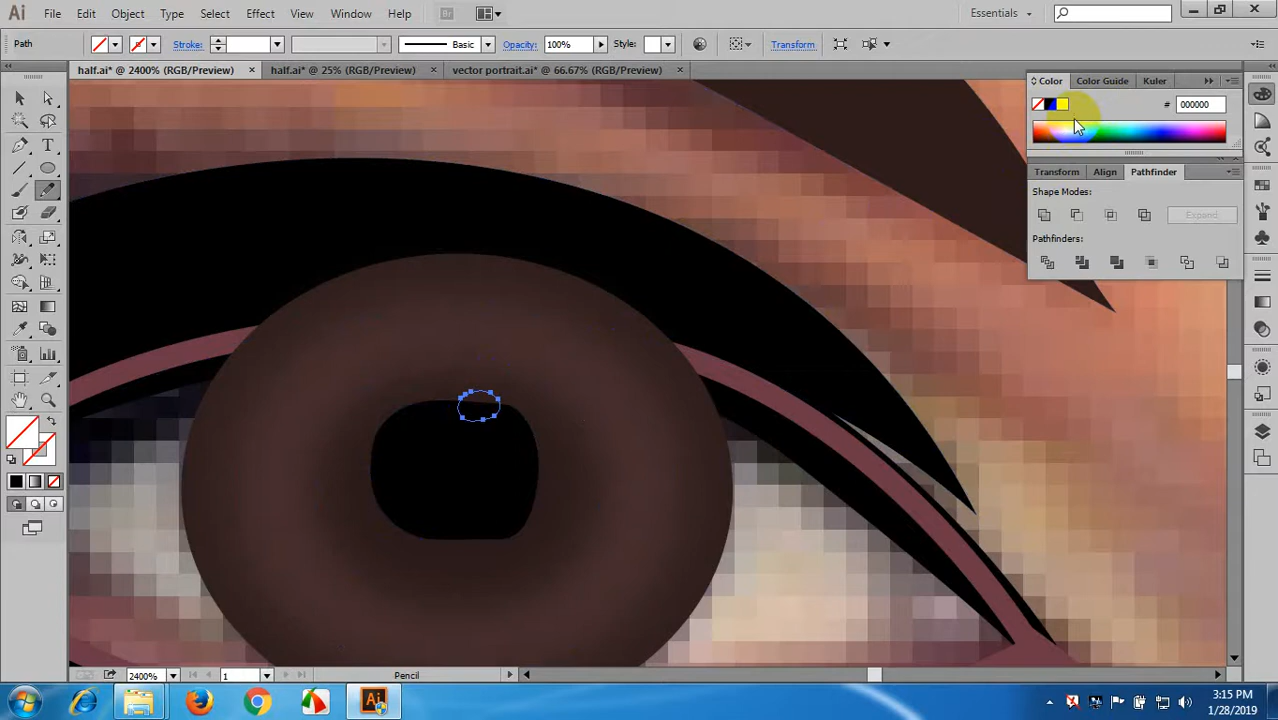 Ai File Edit Object Type Select Effect View Window Help Br Essentials
Path Stroke: Basic Opacity: 100% Style: Transform
half.ai* @ 2400% (RGB/Preview) × half.ai* @ 25% (RGB/Preview) × vector portrait.ai* @ 66.67% (RGB/Preview) ×
Color Color Guide Kuler
# 000000
Transform Align Pathfinder
Shape Modes:
Expand
Pathfinders:
2400% 1 Pencil
Ai 3:15 PM
1/28/2019